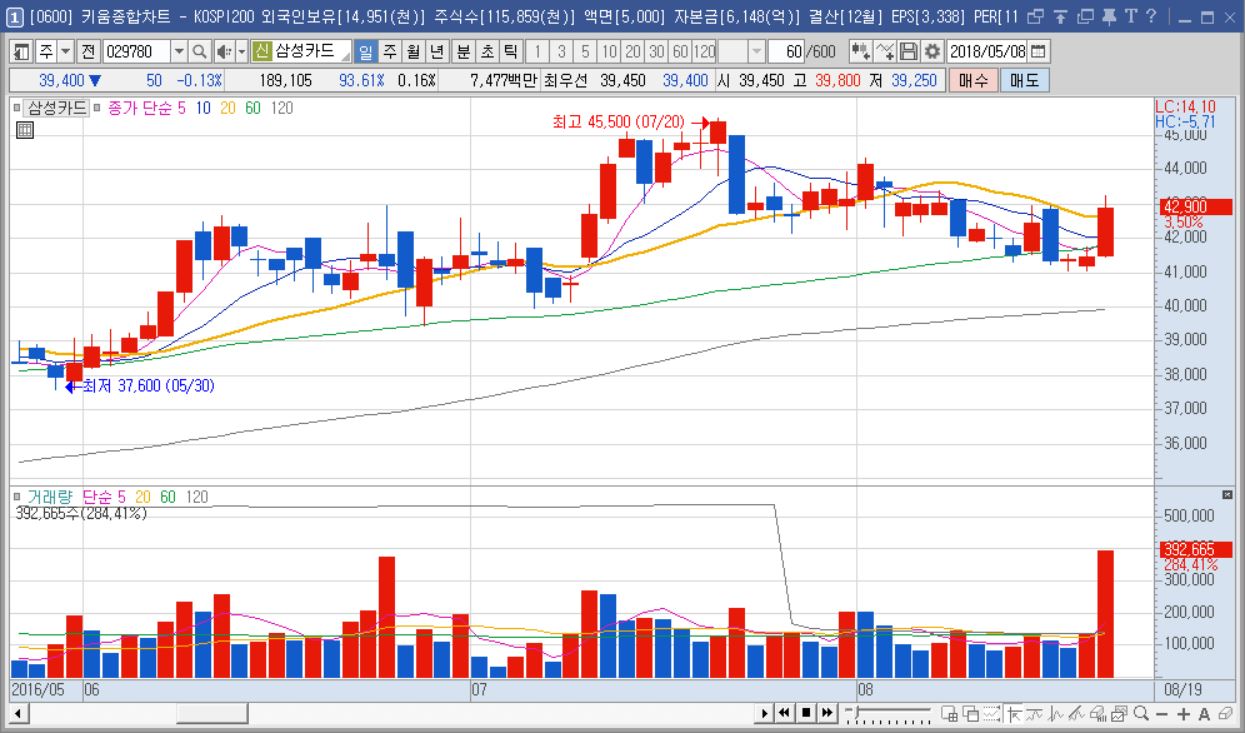 1 [0600] 키움종합차트 - KOSPI200 외국인보유[14,951(천)] 주식수[115,859(천)] 액면[5,000] 자본금[6,148(억)] 결산[12월] EPS[3,338] PER[11 T ?
주 전 029780 신 삼성카드 일 주 월 년 분 초 틱 1 3 5 10 20 30 60 120 60 /600 2018/05/08
39,400 ▼ 50 -0.13% 189,105 93.61% 0.16% 7,477백만 최우선 39,450 39,400 시 39,450 고 39,800 저 39,250 매수 매도
삼성카드 종가 단순 5 10 20 60 120
LC:14.10
HC:-5.71
최고 45,500 (07/20)
45,000
44,000
42,900
3.50%
42,000
41,000
40,000
39,000
최저 37,600 (05/30)
38,000
37,000
36,000
거래량 단순 5 20 60 120
392,665주(284.41%)
500,000
392,665
284.41%
300,000
200,000
100,000
2016/05 06 07 08 08/19
A